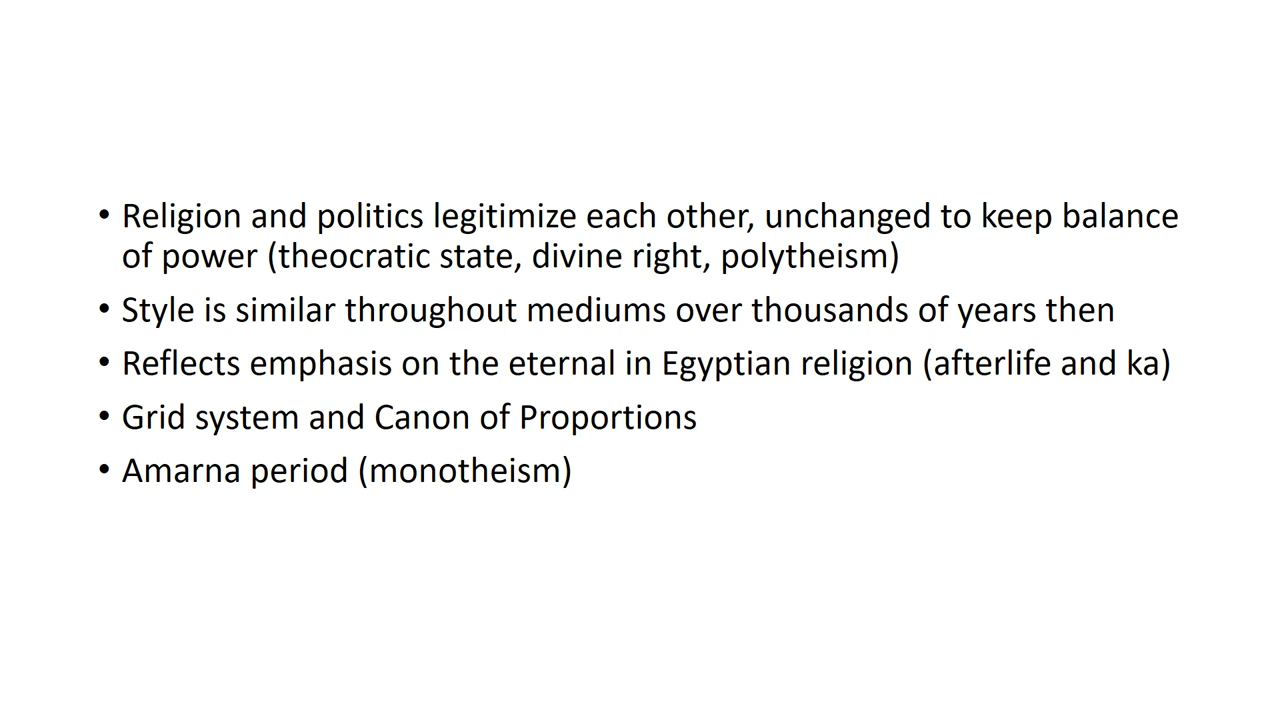 • Religion and politics legitimize each other, unchanged to keep balance
of power (theocratic state, divine right, polytheism)
• Style is similar throughout mediums over thousands of years then
• Reflects emphasis on the eternal in Egyptian religion (afterlife and ka)
• Grid system and Canon of Proportions
• Amarna period (monotheism)